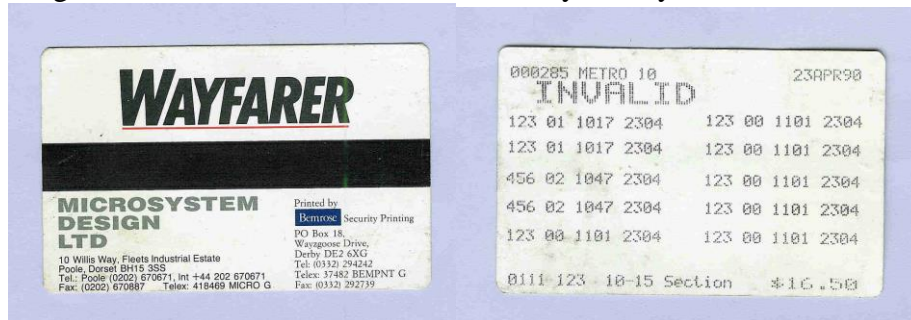 WAYFARER
MICROSYSTEM
DESIGN
LTD
10 Willis Way, Fleets Industrial Estate
Poole, Dorset BH15 3SS
Tel.: Poole (0202) 670671, Int +44 202 670671
Fax: (0202) 670887 Telex: 418469 MICRO G
Printed by
Bemrose Security Printing
PO Box 18,
Wayzgoose Drive,
Derby DE2 6XG
Tel: (0332) 294242
Telex: 37482 BEMPNT G
Fax: (0332) 292739
000285 METRO 10 23APR90
INVALID
123 01 1017 2304 123 00 1101 2304
123 01 1017 2304 123 00 1101 2304
456 02 1047 2304 123 00 1101 2304
456 02 1047 2304 123 00 1101 2304
123 00 1101 2304 123 00 1101 2304
0111 123 10-15 Section *16.50